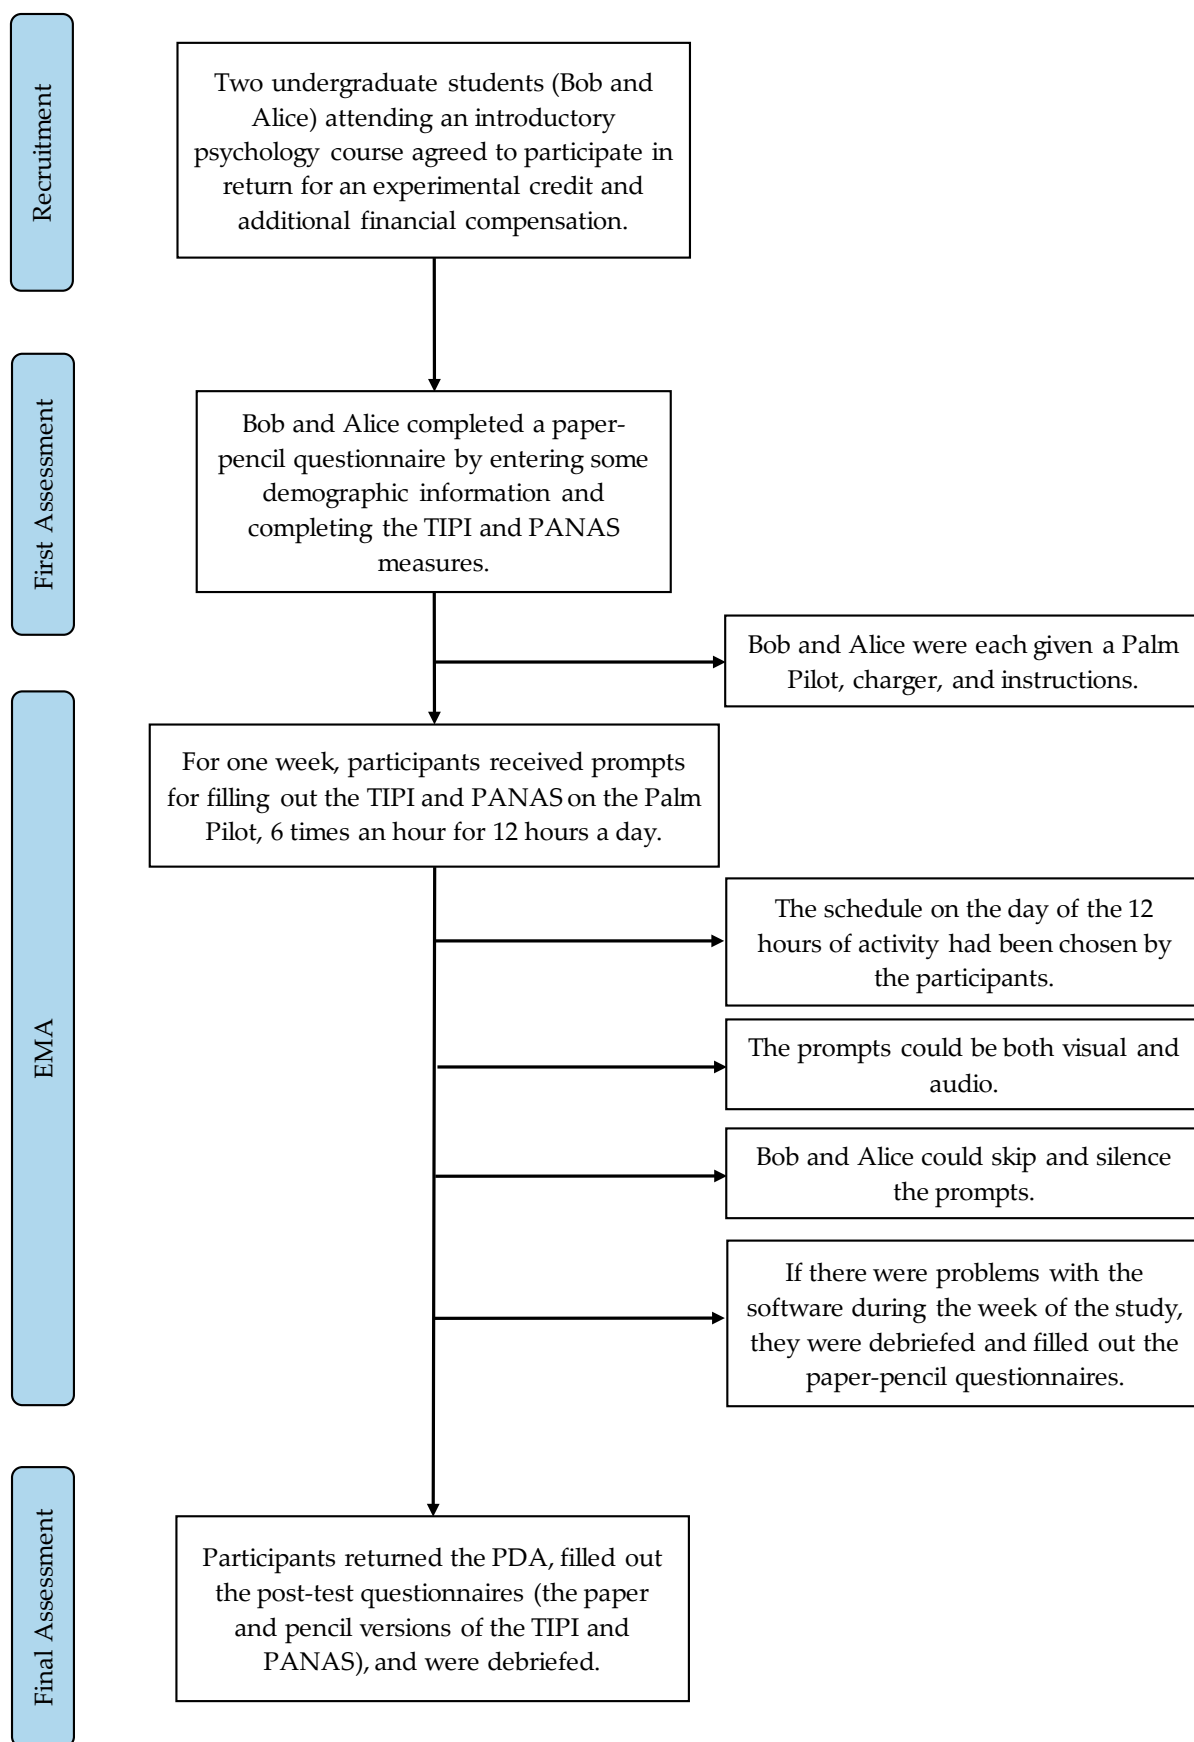 Recruitment
Two undergraduate students (Bob and
Alice) attending an introductory
psychology course agreed to participate in
return for an experimental credit and
additional financial compensation.
First Assessment
Bob and Alice completed a paper-
pencil questionnaire by entering some
demographic information and
completing the TIPI and PANAS
measures.
Bob and Alice were each given a Palm
Pilot, charger, and instructions.
EMA
For one week, participants received prompts
for filling out the TIPI and PANAS on the Palm
Pilot, 6 times an hour for 12 hours a day.
The schedule on the day of the 12
hours of activity had been chosen by
the participants.
The prompts could be both visual and
audio.
Bob and Alice could skip and silence
the prompts.
If there were problems with the
software during the week of the study,
they were debriefed and filled out the
paper-pencil questionnaires.
Final Assessment
Participants returned the PDA, filled out
the post-test questionnaires (the paper
and pencil versions of the TIPI and
PANAS), and were debriefed.